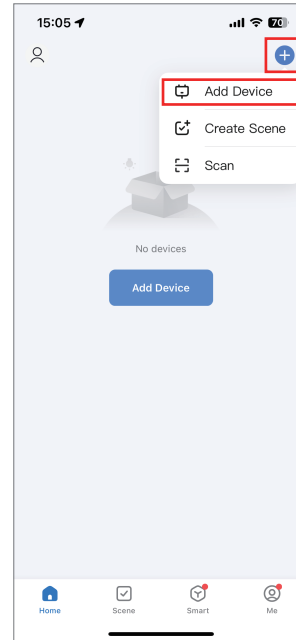 15:05
70
Add Device
Create Scene
Scan
No devices
Add Device
Home
Scene
Smart
Me